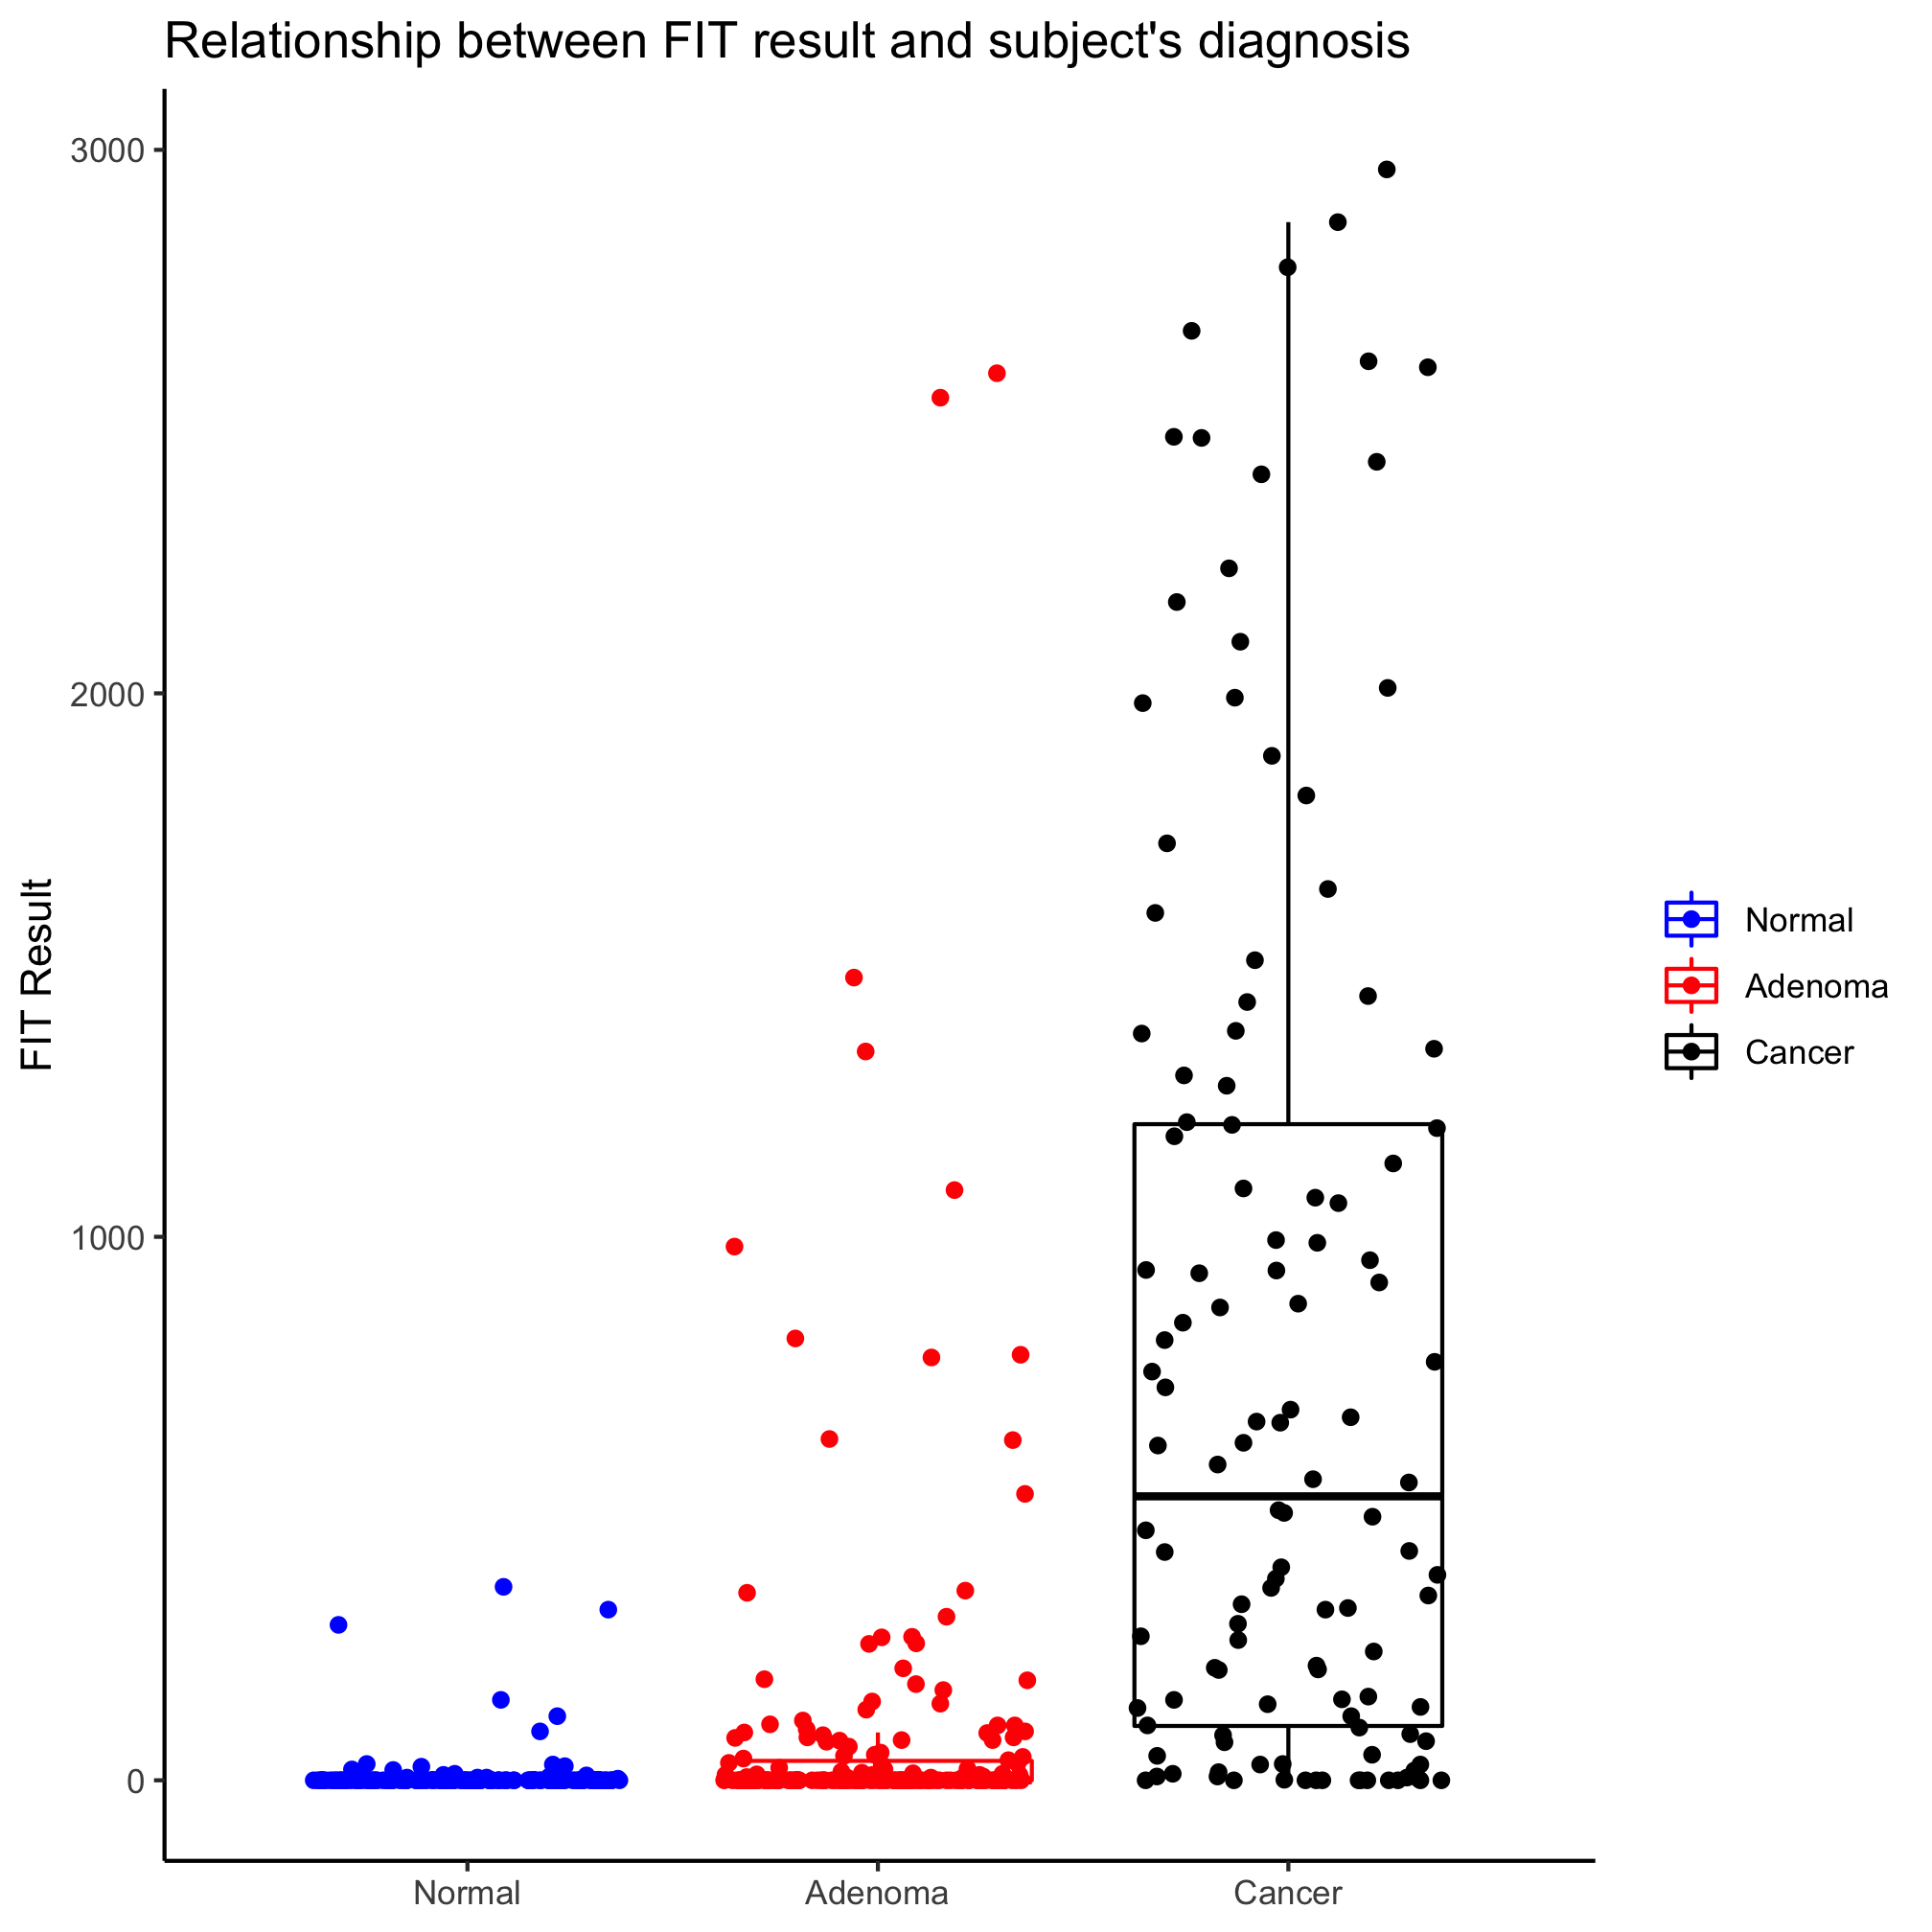 Relationship between FIT result and subject's diagnosis
3000
2000
1000
0
FIT Result
Normal
Adenoma
Cancer
Normal
Adenoma
Cancer